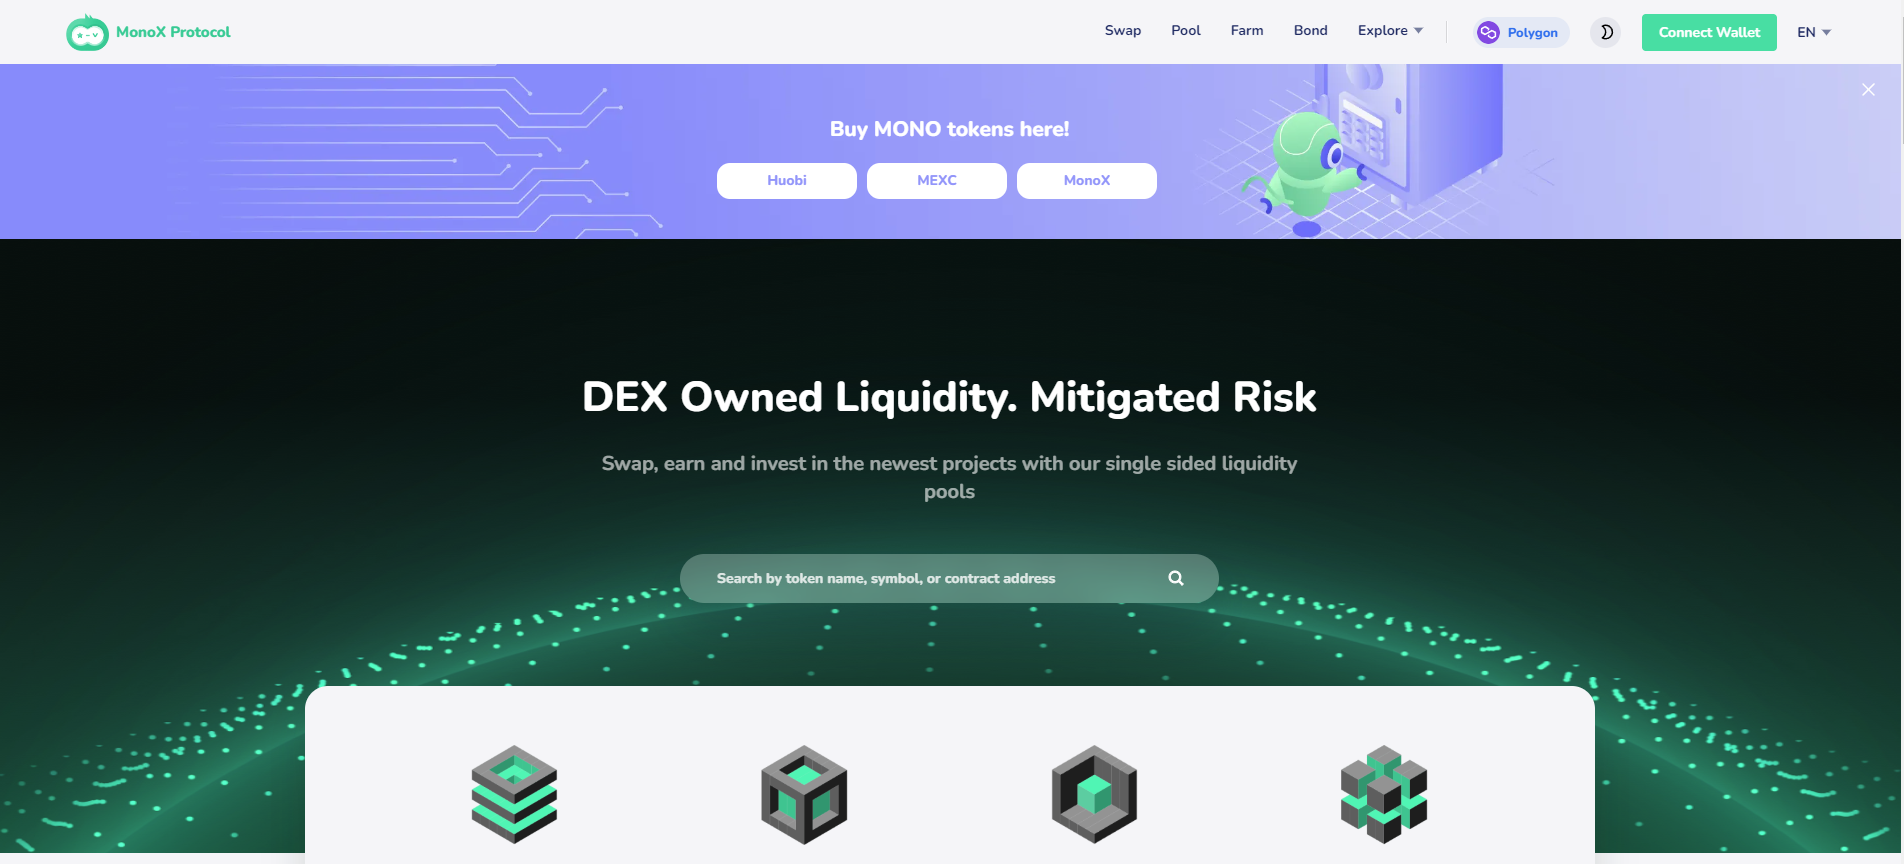 MonoX Protocol
Swap Pool Farm Bond Explore Polygon Connect Wallet EN
Buy MONO tokens here!
Huobi MEXC MonoX
DEX Owned Liquidity. Mitigated Risk
Swap, earn and invest in the newest projects with our single sided liquidity
pools
Search by token name, symbol, or contract address